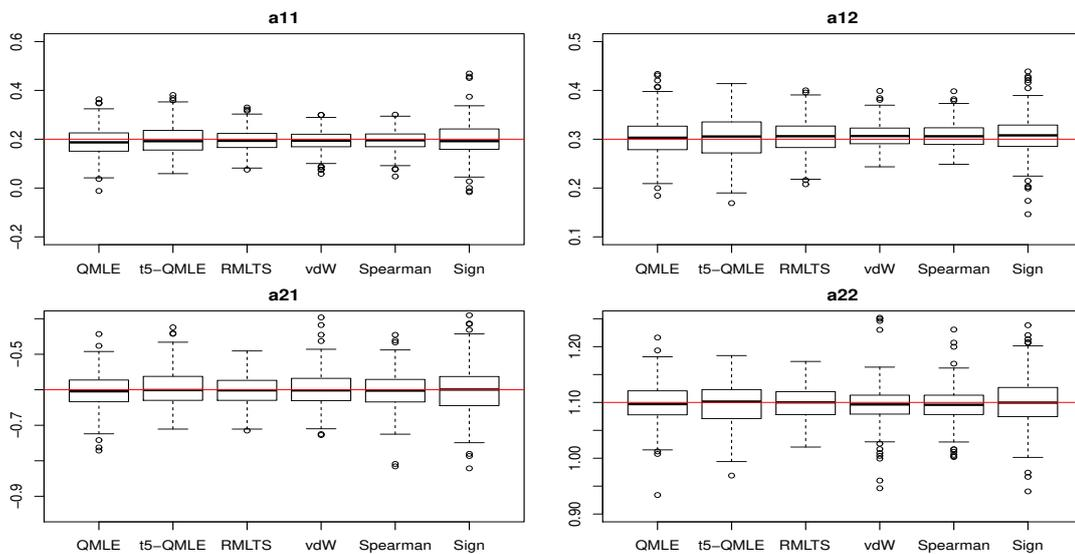 a11
0.6
0.4
0.2
0.0
−0.2
QMLE t5−QMLE RMLTS vdW Spearman Sign
a12
0.5
0.4
0.3
0.2
0.1
QMLE t5−QMLE RMLTS vdW Spearman Sign
a21
−0.5
−0.7
−0.9
QMLE t5−QMLE RMLTS vdW Spearman Sign
a22
1.20
1.10
1.00
0.90
QMLE t5−QMLE RMLTS vdW Spearman Sign